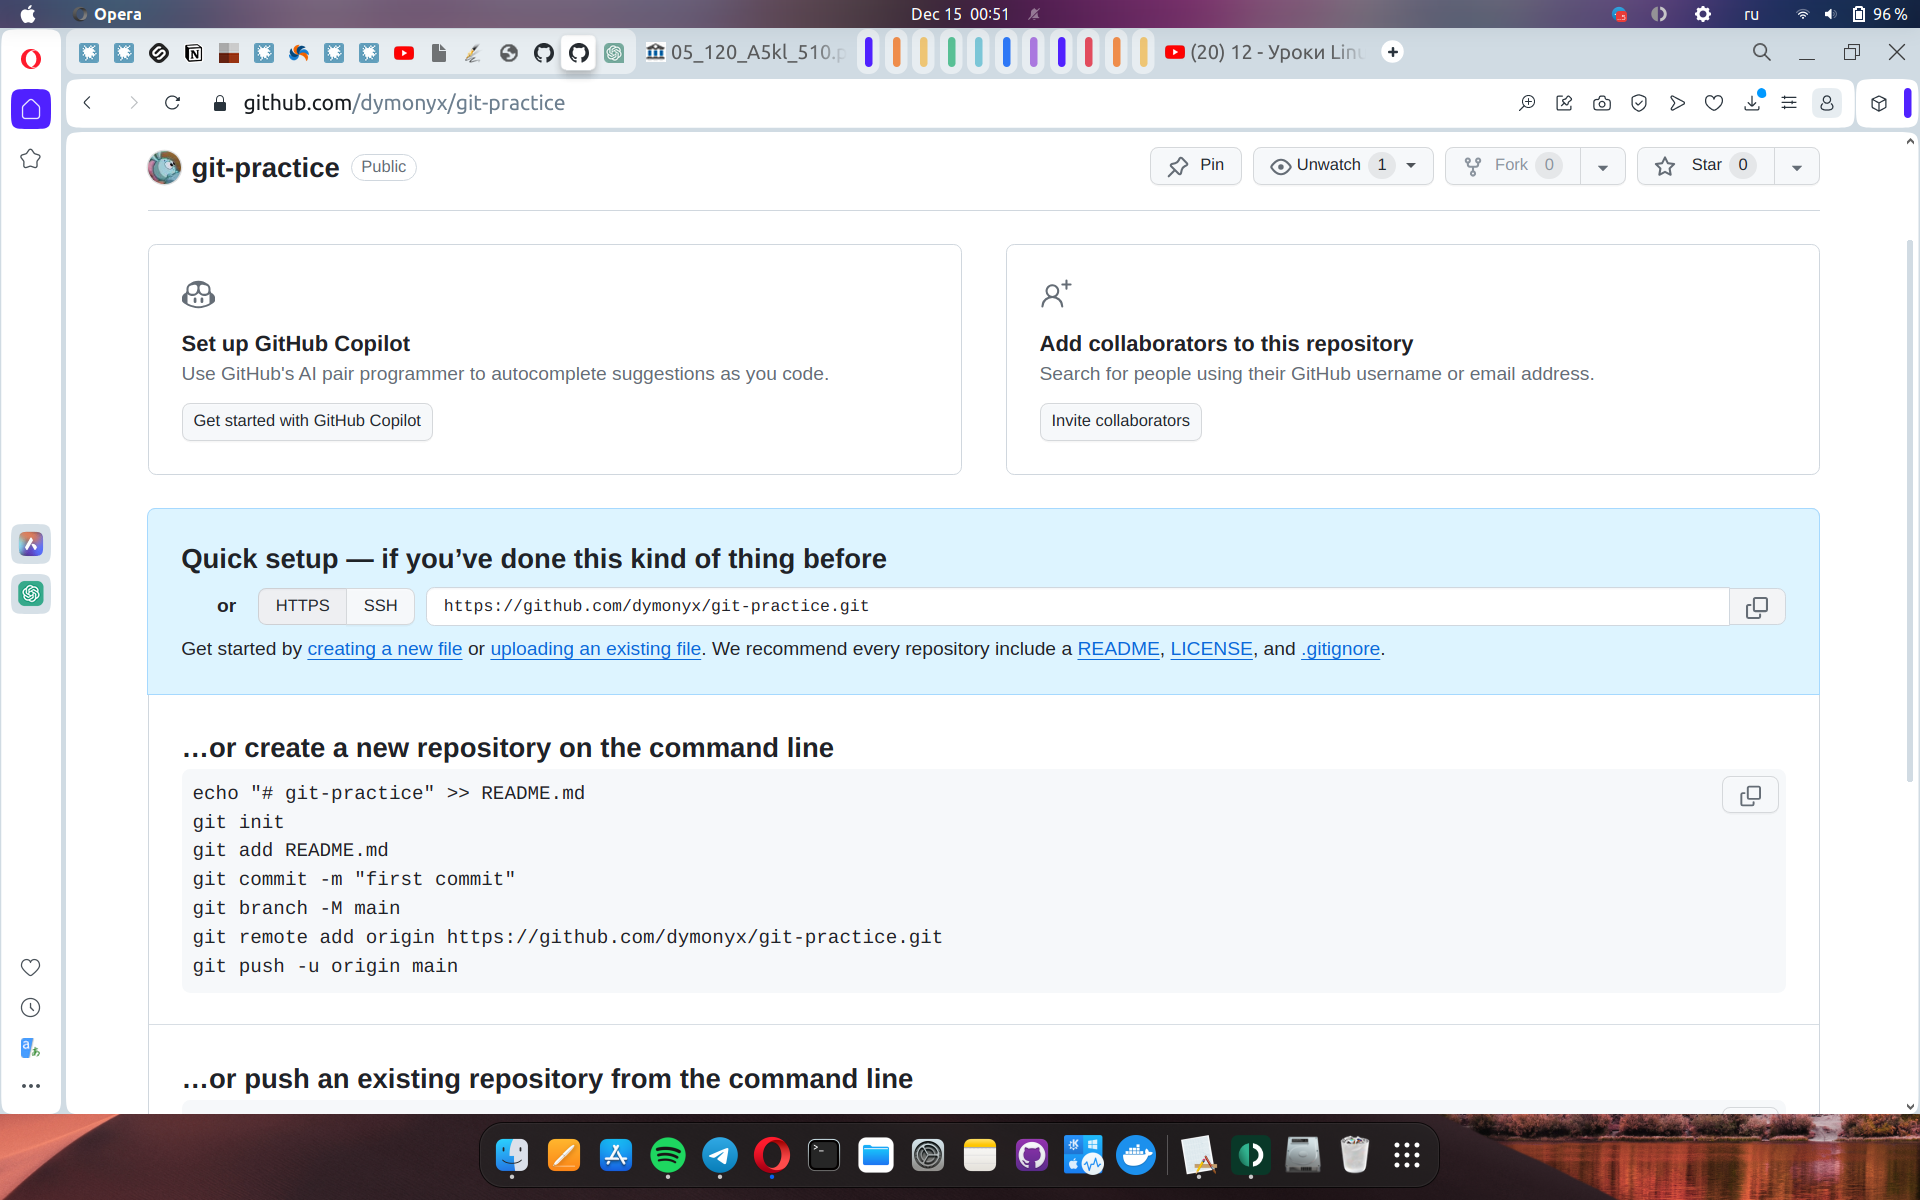 Opera
Dec 15 00:51
ru
96 %
05_120_A5kl_510.p
(20) 12 - Уроки Linu
github.com/dymonyx/git-practice
git-practice
Public
Pin
Unwatch 1
Fork 0
Star 0
Set up GitHub Copilot
Use GitHub's AI pair programmer to autocomplete suggestions as you code.
Get started with GitHub Copilot
Add collaborators to this repository
Search for people using their GitHub username or email address.
Invite collaborators
Quick setup — if you’ve done this kind of thing before
or HTTPS SSH https://github.com/dymonyx/git-practice.git
Get started by creating a new file or uploading an existing file. We recommend every repository include a README, LICENSE, and .gitignore.
…or create a new repository on the command line
echo "# git-practice" >> README.md
git init
git add README.md
git commit -m "first commit"
git branch -M main
git remote add origin https://github.com/dymonyx/git-practice.git
git push -u origin main
…or push an existing repository from the command line